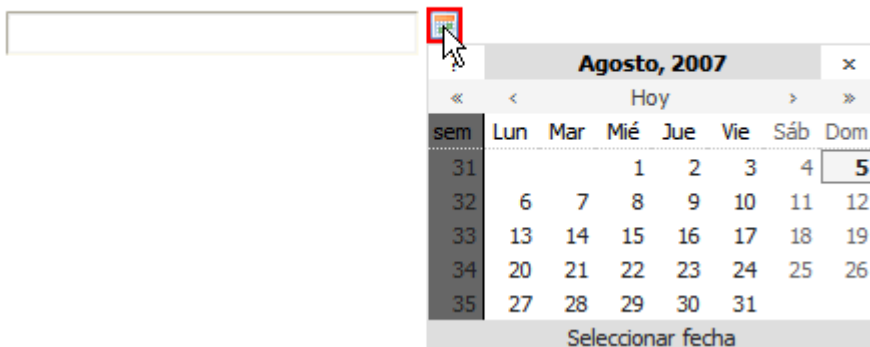 ? Agosto, 2007 ×
« ‹ Hoy › »
sem Lun Mar Mié Jue Vie Sáb Dom
31 1 2 3 4 5
32 6 7 8 9 10 11 12
33 13 14 15 16 17 18 19
34 20 21 22 23 24 25 26
35 27 28 29 30 31
Seleccionar fecha